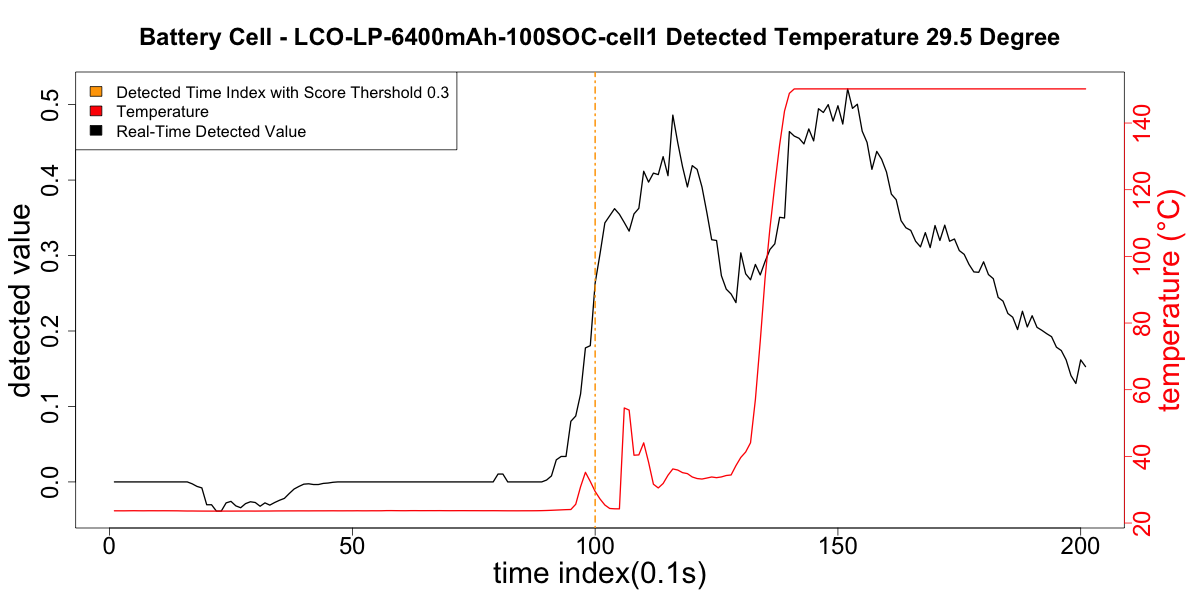 Battery Cell - LCO-LP-6400mAh-100SOC-cell1 Detected Temperature 29.5 Degree
Detected Time Index with Score Thershold 0.3
Temperature
Real-Time Detected Value
detected value
0.0
0.1
0.2
0.3
0.4
0.5
0
50
100
150
200
time index(0.1s)
20
40
60
80
100
120
140
temperature (°C)